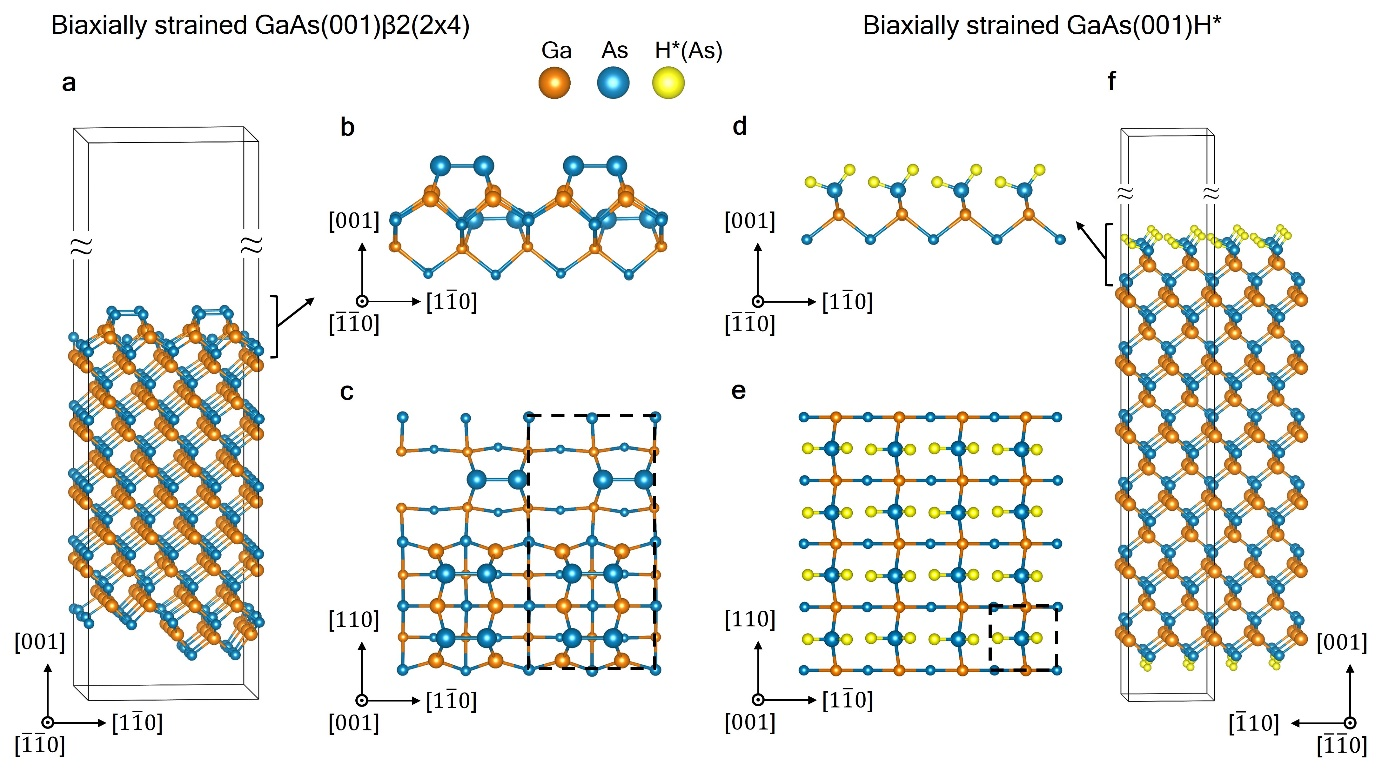 Biaxially strained GaAs(001)β2(2x4)
Biaxially strained GaAs(001)H*
Ga As H*(As)
a
b
[001]
[11̅0]
[1̅1̅0]
c
[110]
[11̅0]
[001]
[001]
[11̅0]
[1̅1̅0]
d
[001]
[11̅0]
[1̅1̅0]
e
[110]
[11̅0]
[001]
f
[001]
[1̅10]
[1̅1̅0]